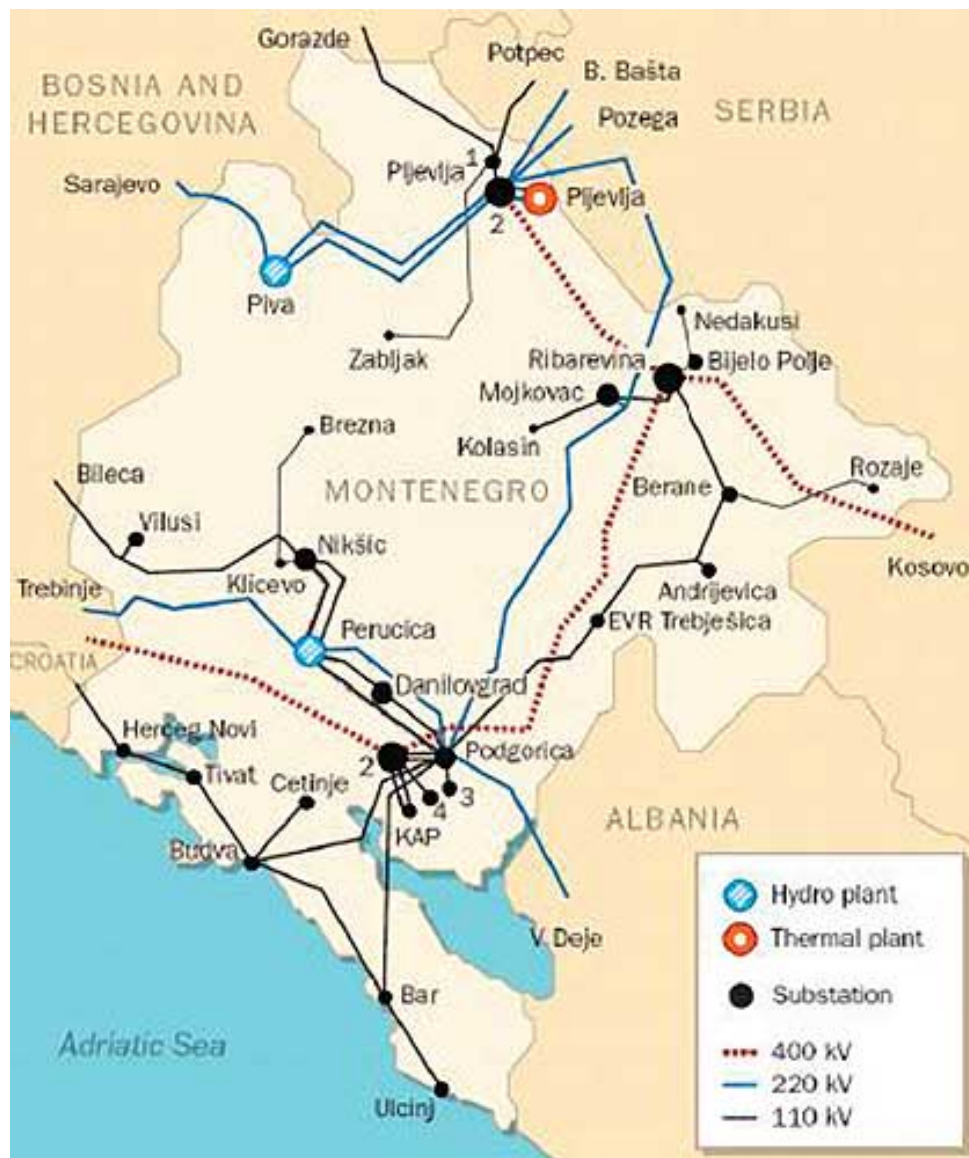 Gorazde
Potpec
B. Bašta
BOSNIA AND
HERCEGOVINA
SERBIA
Pozega
1
Pljevlja
Sarajevo
Pljevlja
2
Piva
Nedakusi
Zabljak
Ribarevina
Bijelo Polje
Mojkovac
Brezna
Kolasin
Bileca
MONTENEGRO
Berane
Rozaje
Vilusi
Nikšic
Kosovo
Klicevo
Trebinje
Andrijevica
Perucica
EVR Trebješica
CROATIA
Danilovgrad
Herceg Novi
Podgorica
2
Tivat
Cetinje
3
4
KAP
ALBANIA
Budva
Hydro plant
V. Deje
Thermal plant
Bar
Substation
Adriatic Sea
400 kV
220 kV
Ulcinj
110 kV